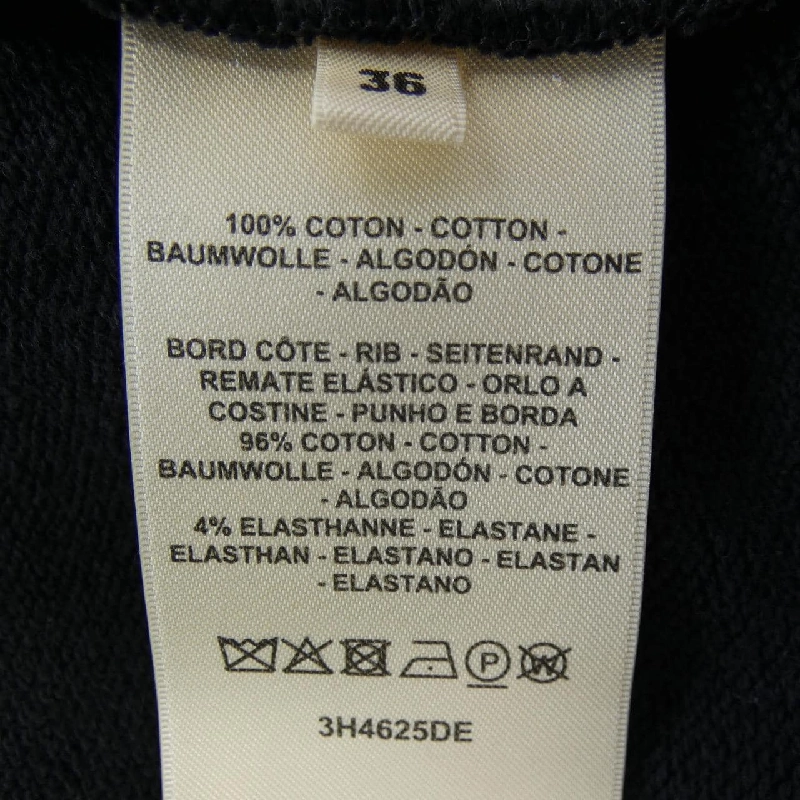 36
100% COTON - COTTON -
BAUMWOLLE - ALGODÓN - COTONE
- ALGODÃO
BORD CÔTE - RIB - SEITENRAND -
REMATE ELÁSTICO - ORLO A
COSTINE - PUNHO E BORDA
96% COTON - COTTON -
BAUMWOLLE - ALGODÓN - COTONE
- ALGODÃO
4% ELASTHANNE - ELASTANE -
ELASTHAN - ELASTANO - ELASTAN
- ELASTANO
P W
3H4625DE